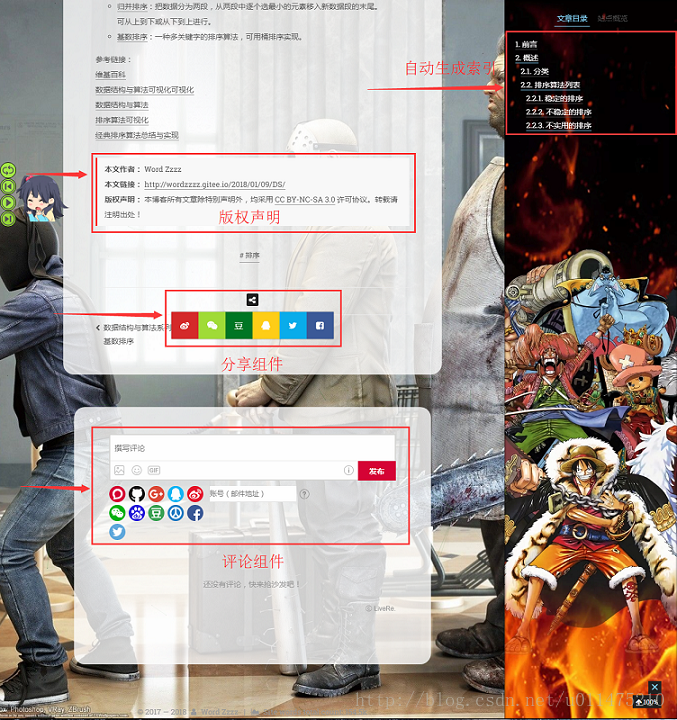 归并排序：把数据分为两段，从两段中逐个选最小的元素移入新数据段的末尾。
可从上到下或从下到上进行。
基数排序：一种多关键字的排序算法，可用桶排序实现。
参考链接：
维基百科
数据结构与算法可视化可视化
数据结构与算法
排序算法可视化
经典排序算法总结与实现
本文作者： Word Zzzz
本文链接： http://wordzzzz.gitee.io/2018/01/09/DS/
版权声明： 本博客所有文章除特别声明外，均采用 CC BY-NC-SA 3.0 许可协议。转载请
注明出处！
版权声明
# 排序
数据结构与算法系列
基数排序
分享组件
撰写评论
GIF
发布
账号（邮件地址）
评论组件
还没有评论，快来抢沙发吧！
LiveRe.
© 2017 — 2018 Word Zzzz
文章目录 站点概览
自动生成索引
1. 前言
2. 概述
2.1. 分类
2.2. 排序算法列表
2.2.1. 稳定的排序
2.2.2. 不稳定的排序
2.2.3. 不实用的排序
100%